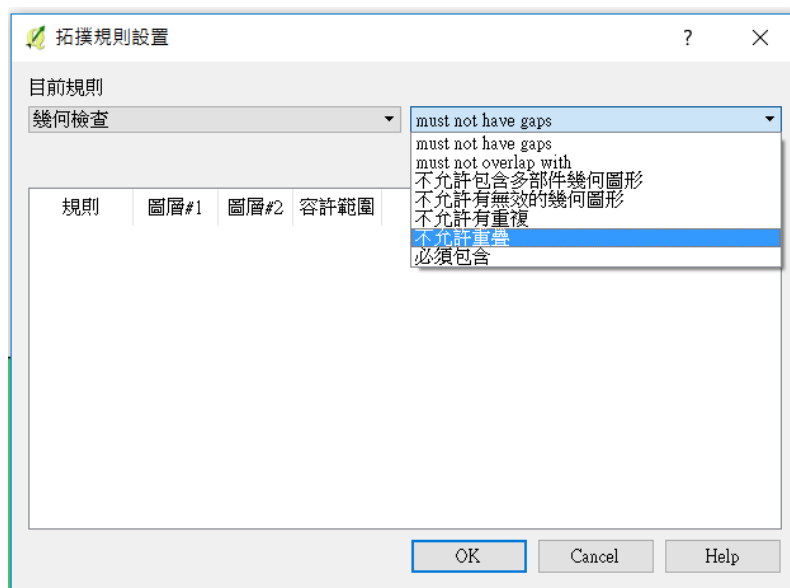 拓撲規則設置
?
目前規則
幾何檢查
must not have gaps
must not have gaps
must not overlap with
不允許包含多部件幾何圖形
不允許有無效的幾何圖形
不允許有重複
不允許重疊
必須包含
規則 圖層#1 圖層#2 容許範圍
OK Cancel Help